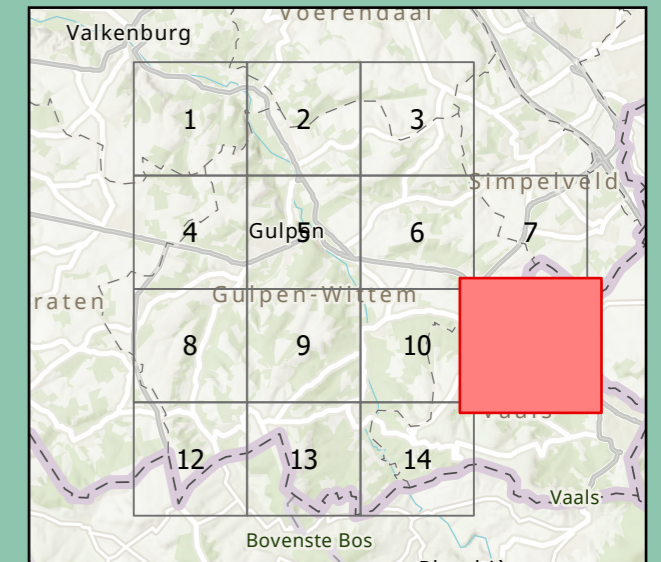 Voerendaal
Valkenburg
1 2 3
Simpelveld
4 Gulpen 5 6 7
raten Gulpen-Wittem
8 9 10
Vaals
12 13 14
Vaals
Bovenste Bos